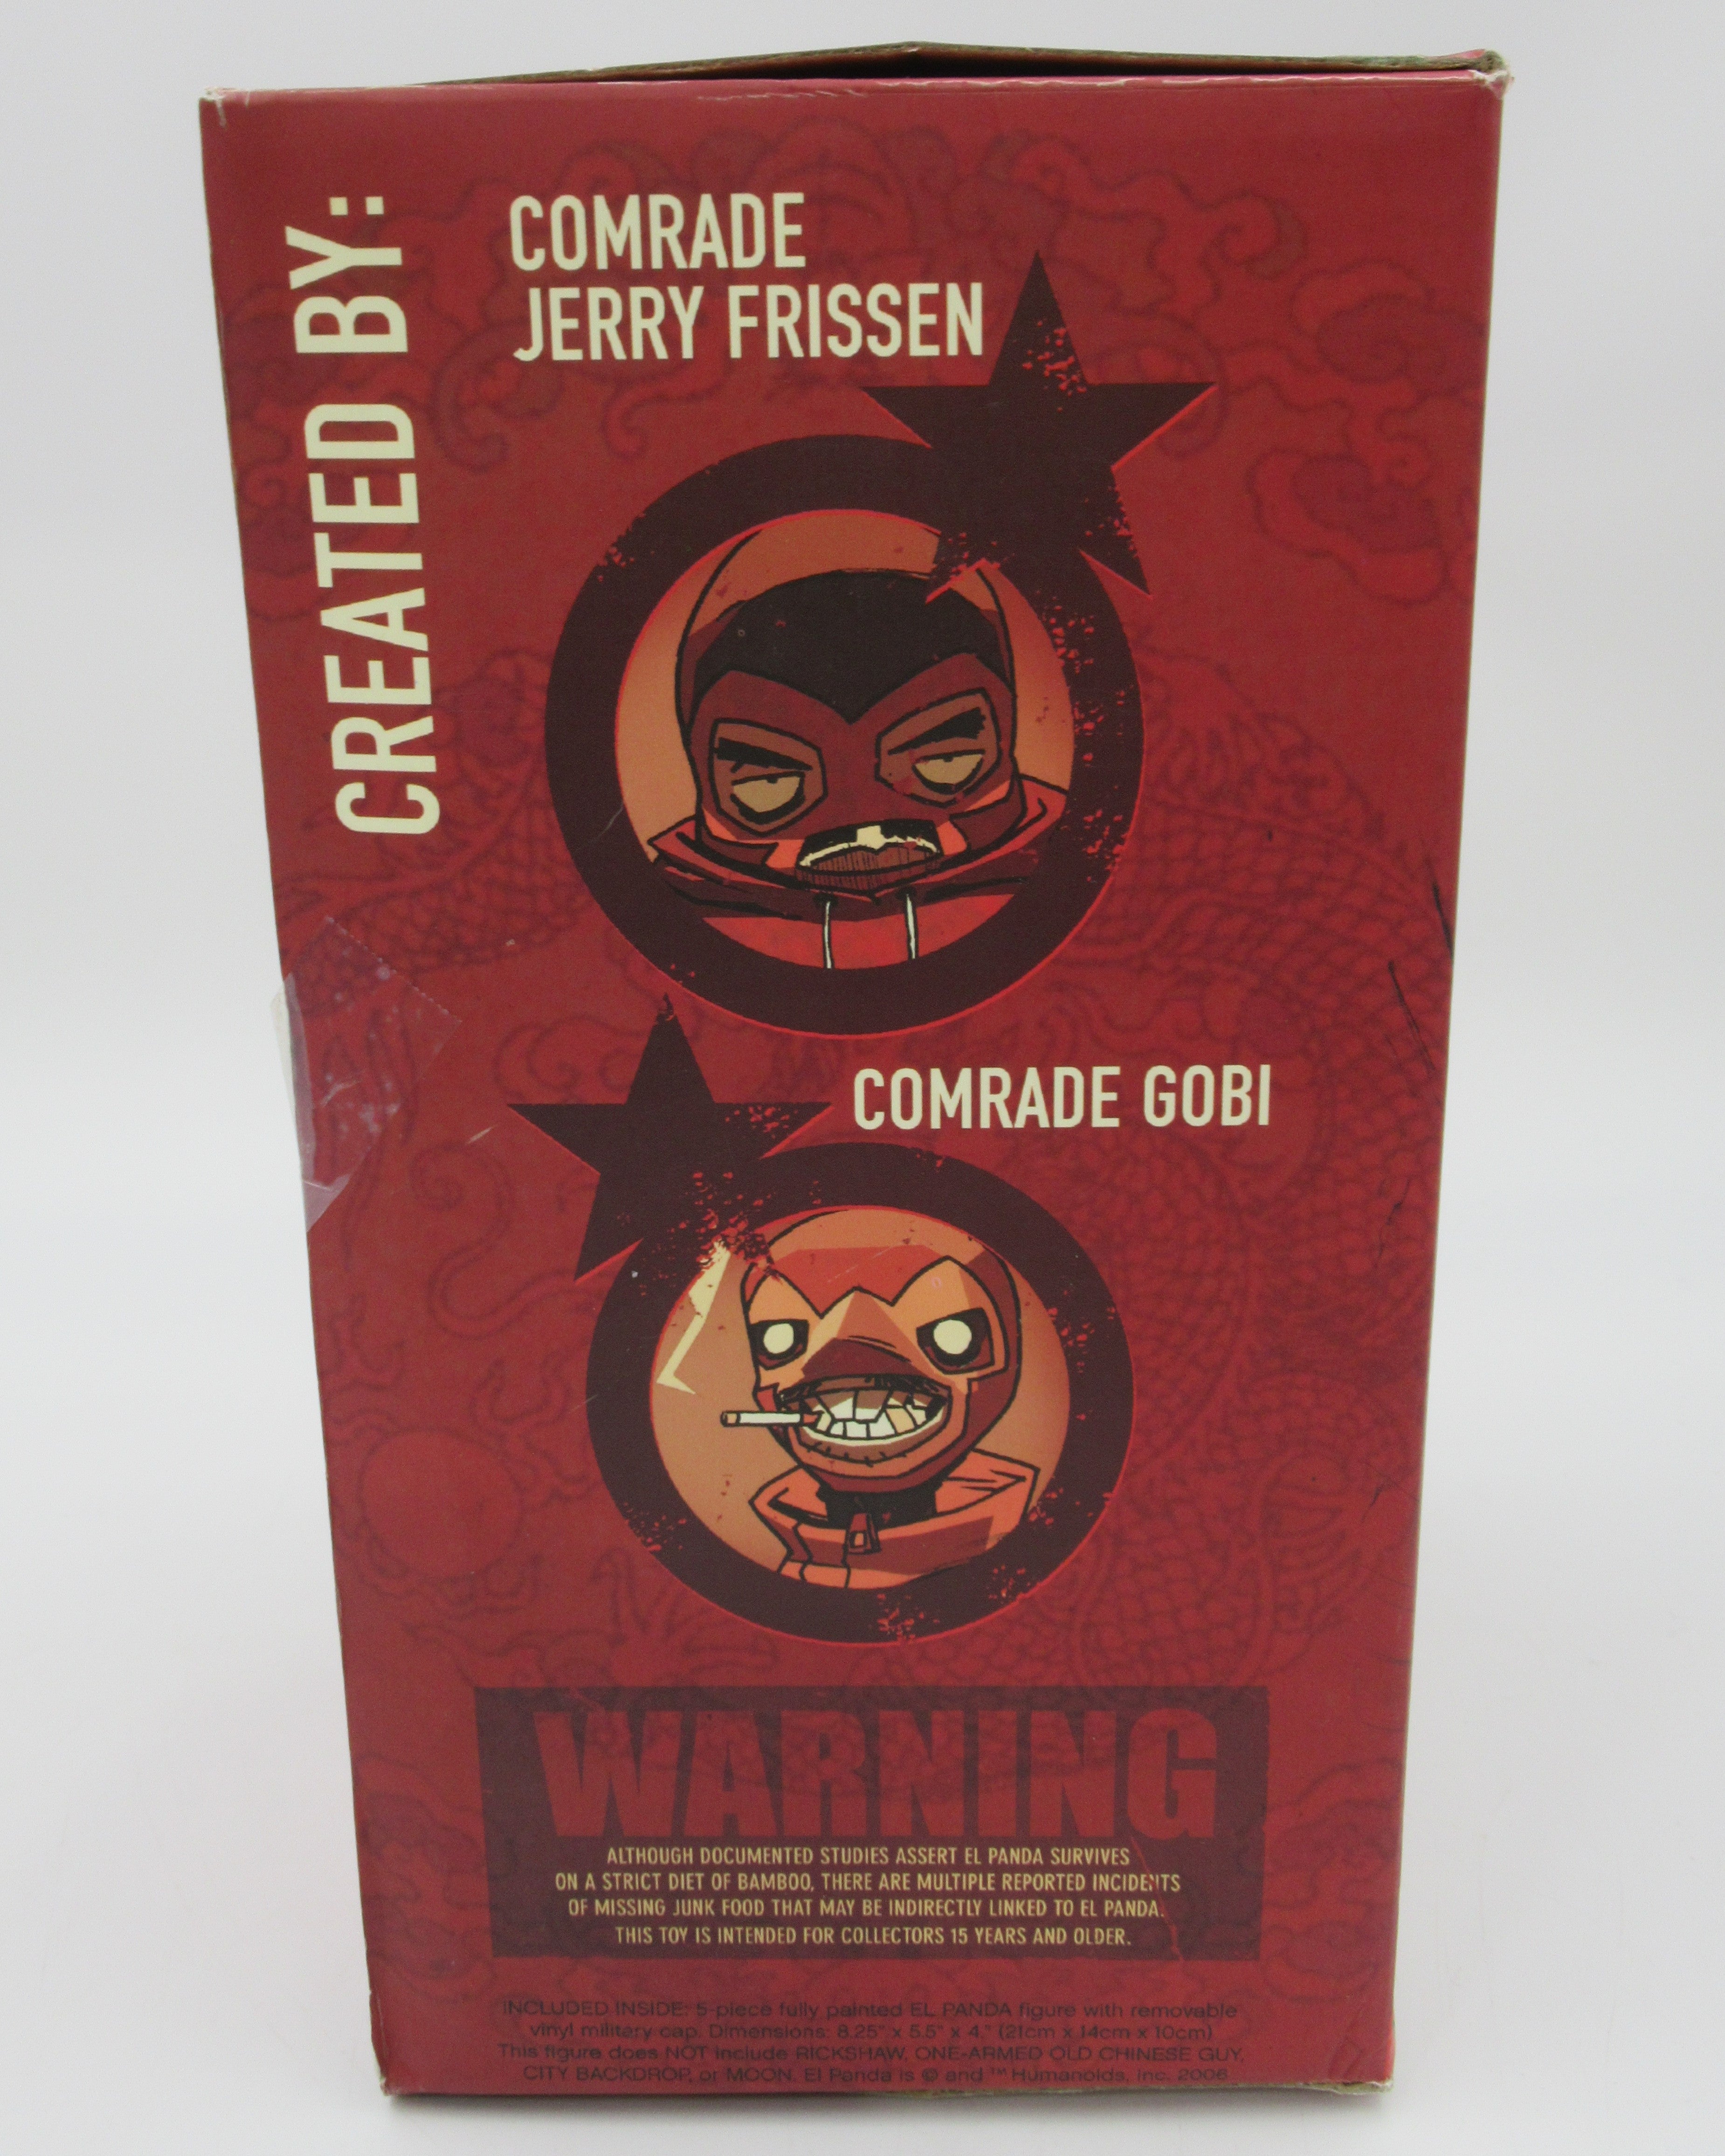 CREATED BY:
COMRADE
JERRY FRISSEN
COMRADE GOBI
WARNING
ALTHOUGH DOCUMENTED STUDIES ASSERT EL PANDA SURVIVES
ON A STRICT DIET OF BAMBOO, THERE ARE MULTIPLE REPORTED INCIDENTS
OF MISSING JUNK FOOD THAT MAY BE INDIRECTLY LINKED TO EL PANDA.
THIS TOY IS INTENDED FOR COLLECTORS 15 YEARS AND OLDER.
INCLUDED INSIDE: 5-piece fully painted EL PANDA figure with removable
vinyl military cap. Dimensions: 8.25" x 5.5" x 4." (21cm x 14cm x 10cm)
This figure does NOT include RICKSHAW, ONE-ARMED OLD CHINESE GUY,
CITY BACKDROP, or MOON. El Panda is © and ™ Humanoids, Inc. 2006